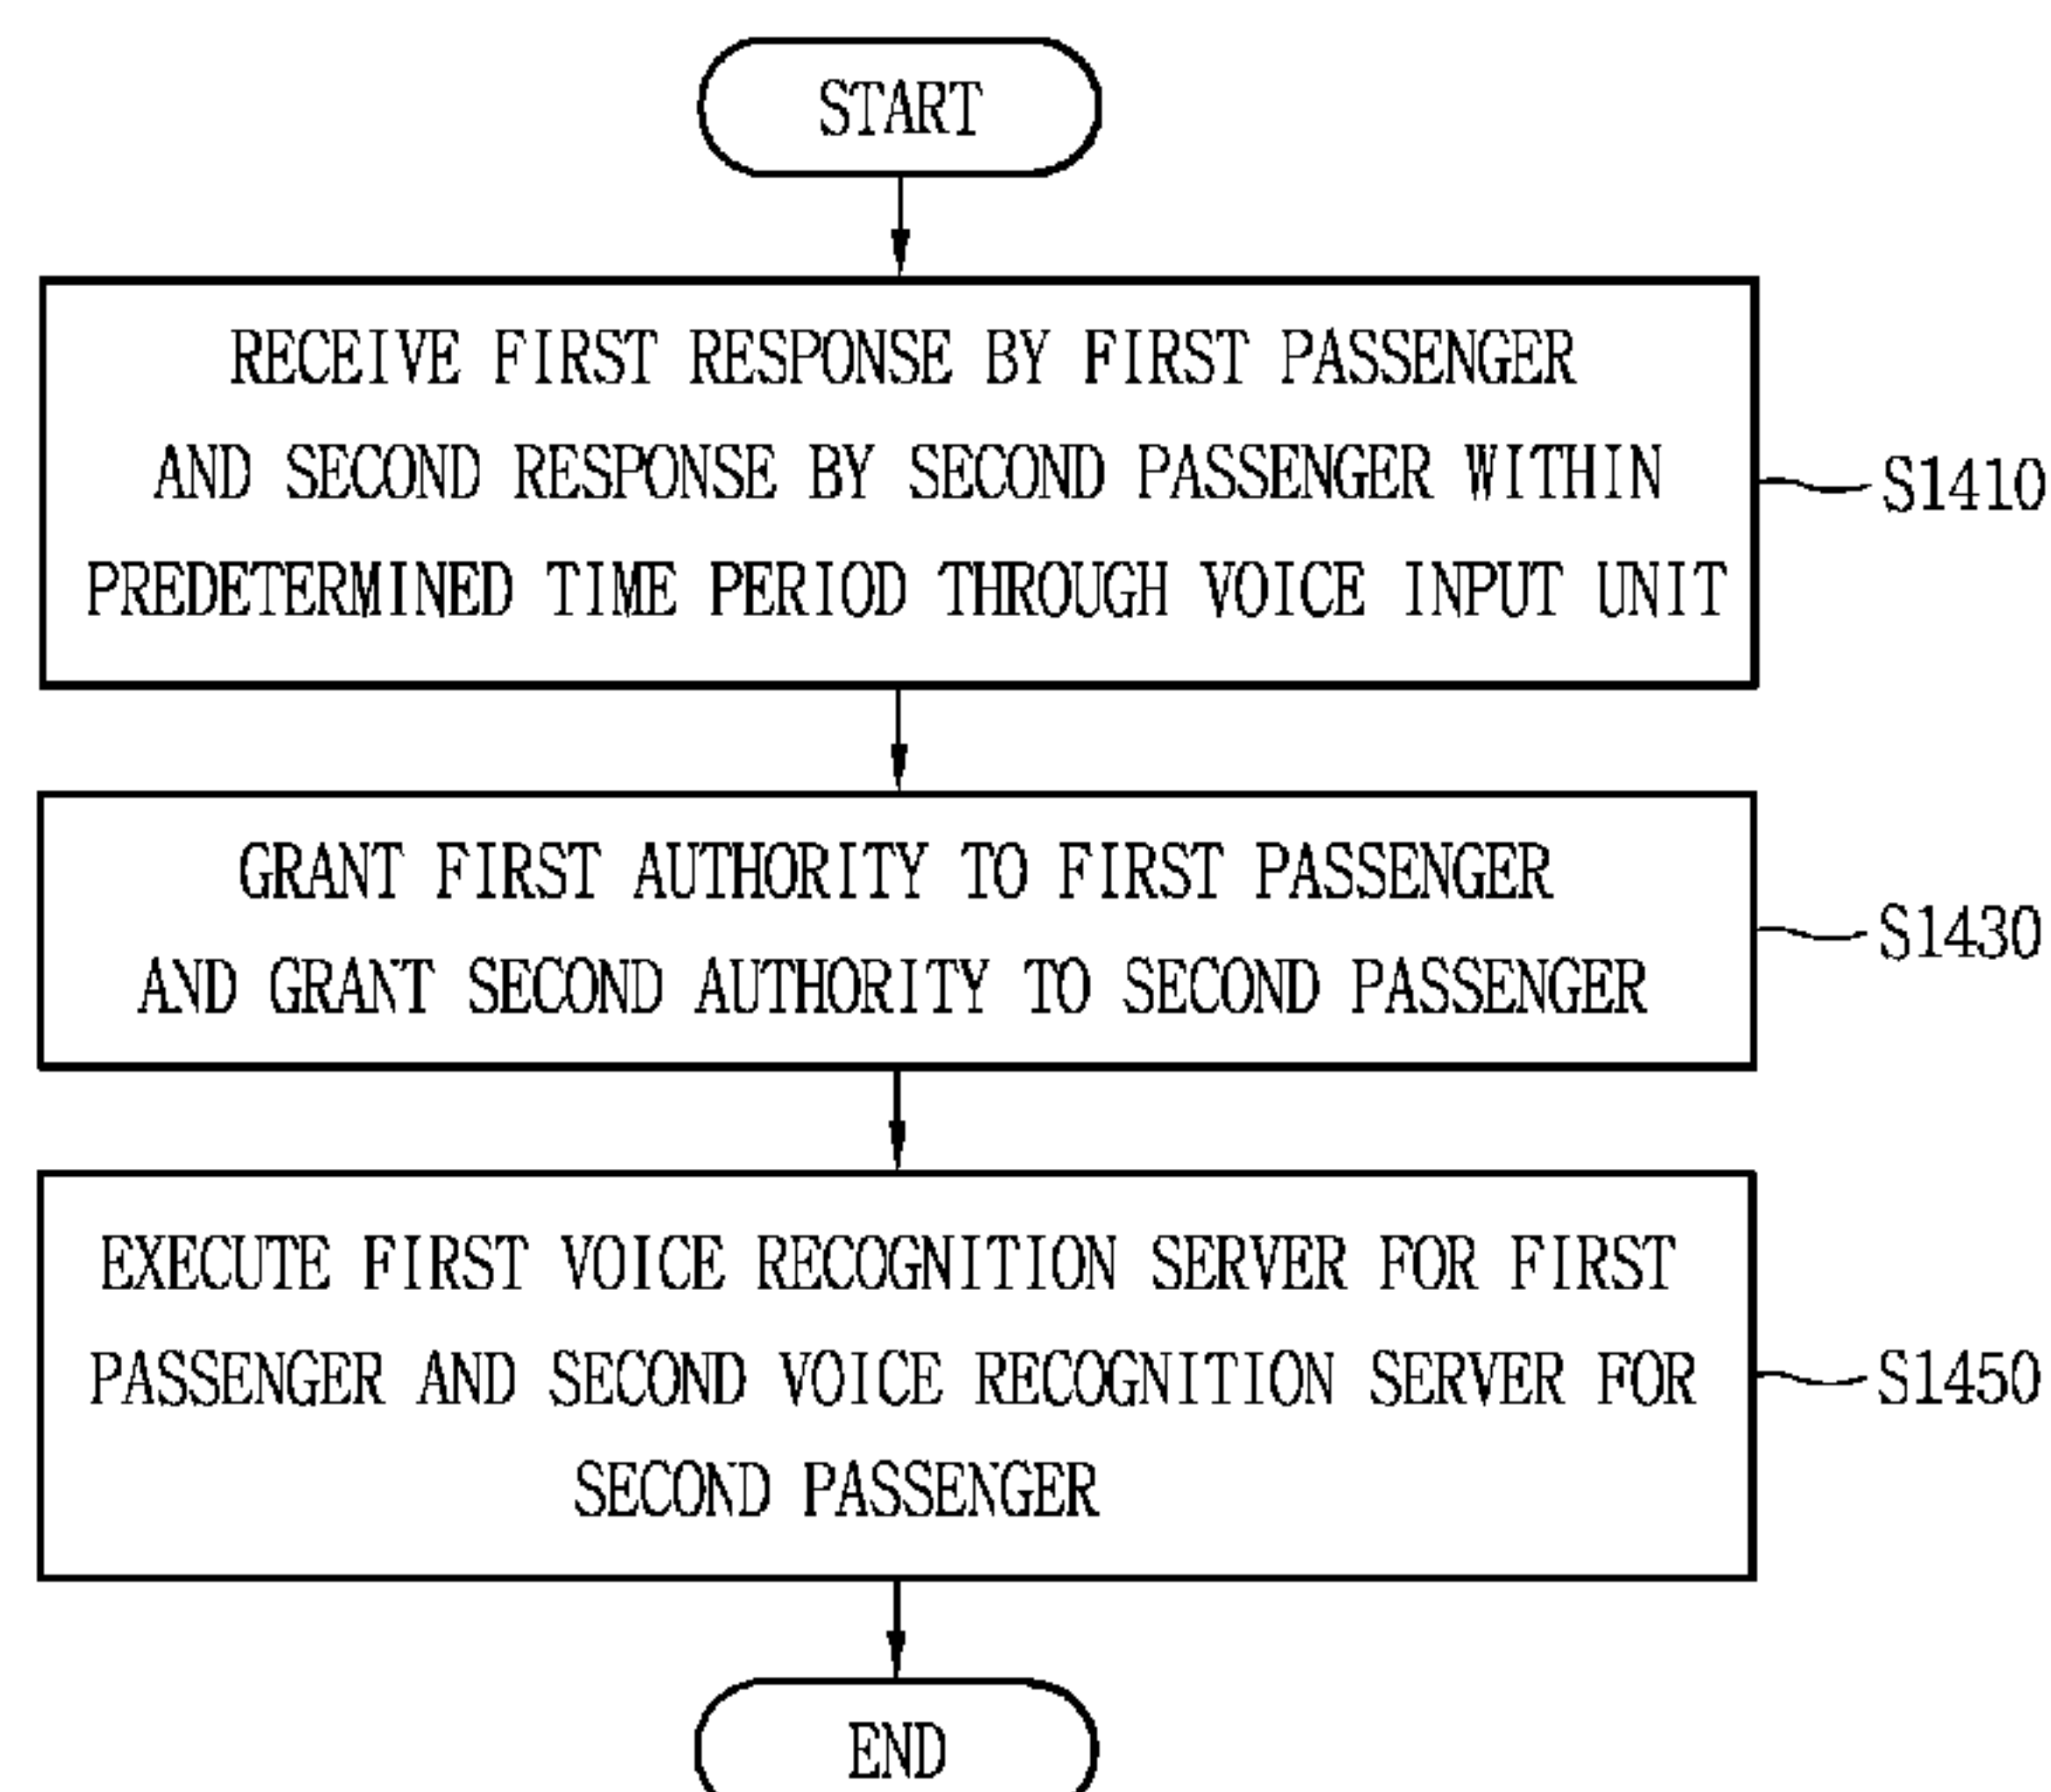 START
RECEIVE FIRST RESPONSE BY FIRST PASSENGER
AND SECOND RESPONSE BY SECOND PASSENGER WITHIN
PREDETERMINED TIME PERIOD THROUGH VOICE INPUT UNIT
S1410
GRANT FIRST AUTHORITY TO FIRST PASSENGER
AND GRANT SECOND AUTHORITY TO SECOND PASSENGER
S1430
EXECUTE FIRST VOICE RECOGNITION SERVER FOR FIRST
PASSENGER AND SECOND VOICE RECOGNITION SERVER FOR
SECOND PASSENGER
S1450
END